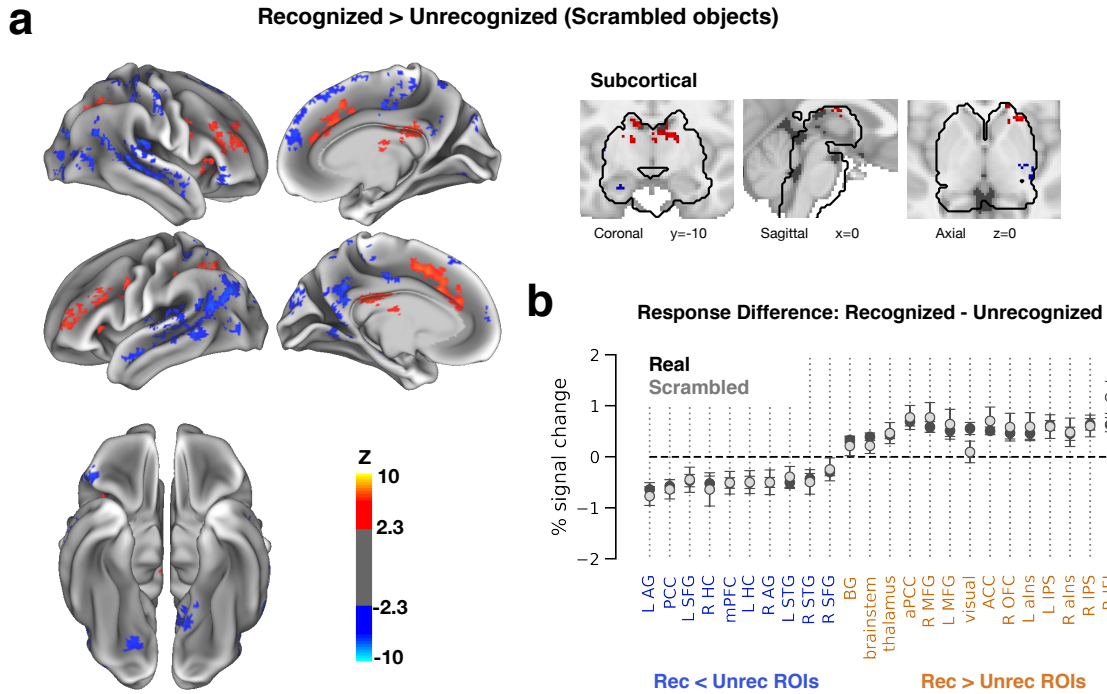 a
Recognized > Unrecognized (Scrambled objects)
Subcortical
Coronal y=-10
Sagittal x=0
Axial z=0
z
10
2.3
-2.3
-10
b
Response Difference: Recognized - Unrecognized
Real
Scrambled
% signal change
2
1
0
−1
−2
L AG
PCC
L SFG
R HC
mPFC
L HC
R AG
L STG
R STG
R SFG
BG
brainstem
thalamus
aPCC
R MFG
L MFG
visual
ACC
R OFC
L aIns
L IPS
R aIns
R IPS
Rec < Unrec ROIs
Rec > Unrec ROIs